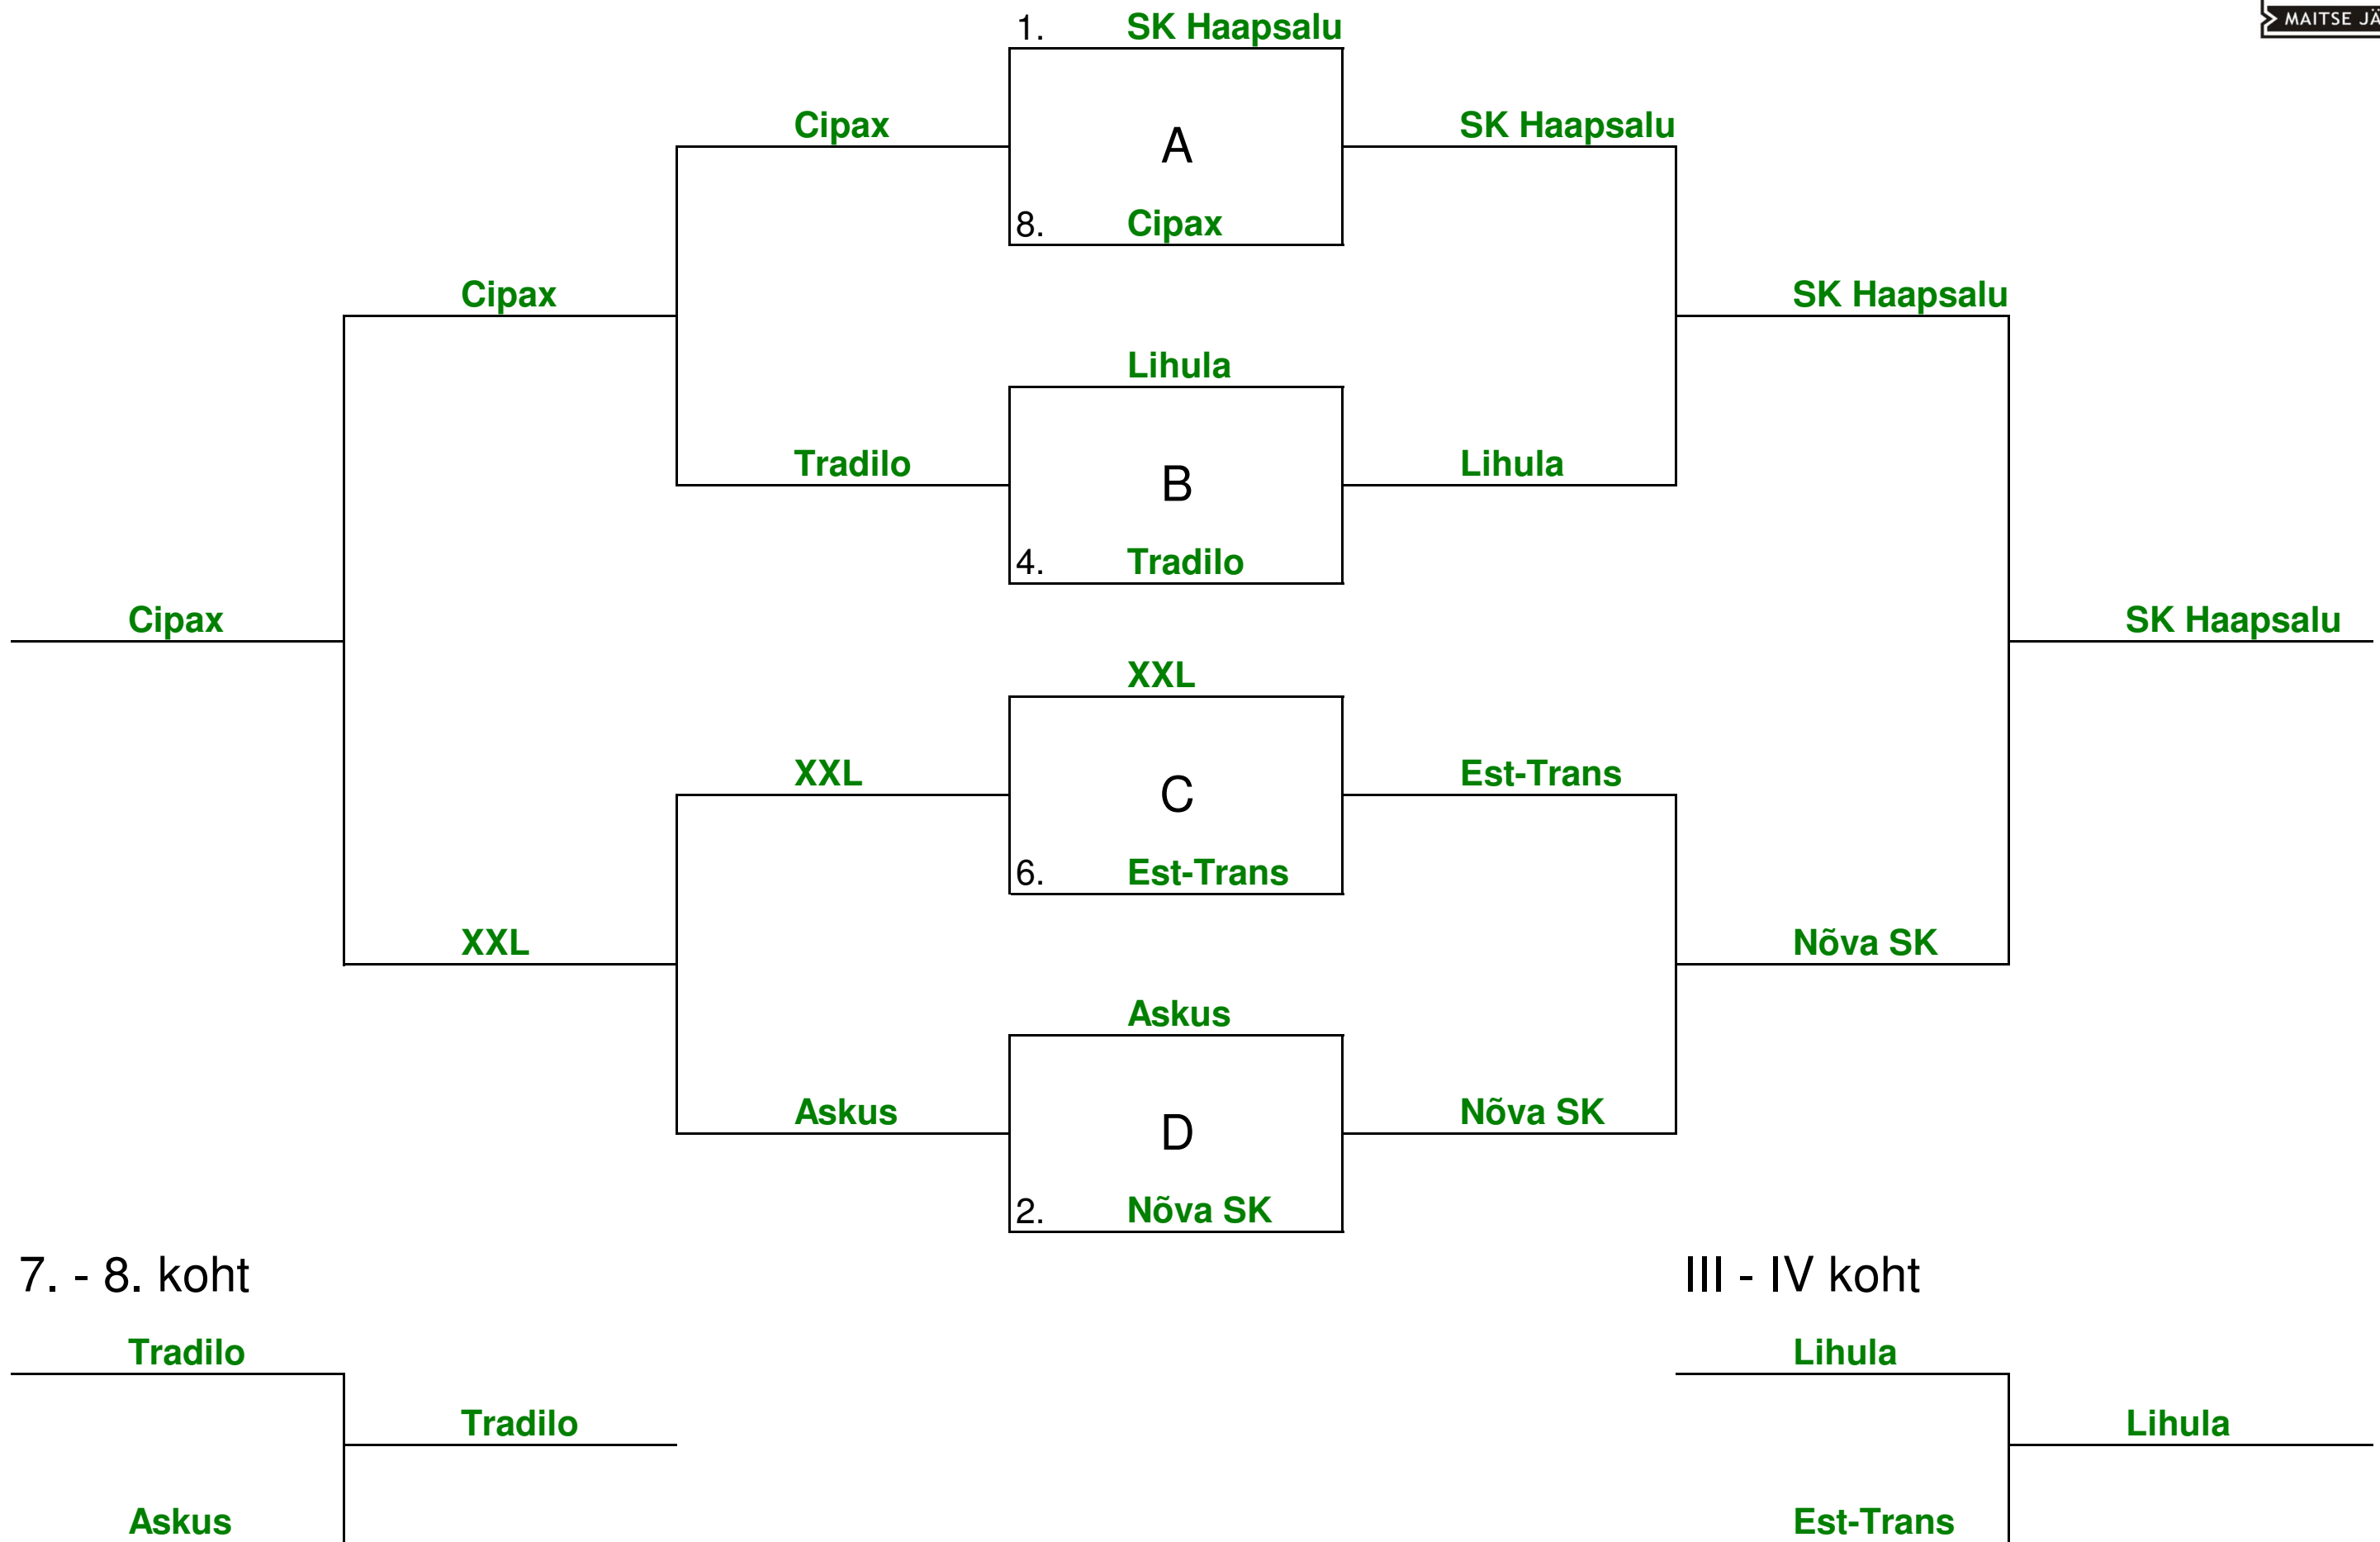 MAITSE JÄ
1. SK Haapsalu
Cipax
A
SK Haapsalu
8. Cipax
Cipax
SK Haapsalu
Lihula
Tradilo
B
Lihula
4. Tradilo
Cipax
SK Haapsalu
XXL
XXL
C
Est-Trans
6. Est-Trans
XXL
Nõva SK
Askus
Askus
D
Nõva SK
2. Nõva SK
7. - 8. koht
III - IV koht
Tradilo
Lihula
Tradilo
Lihula
Askus
Est-Trans